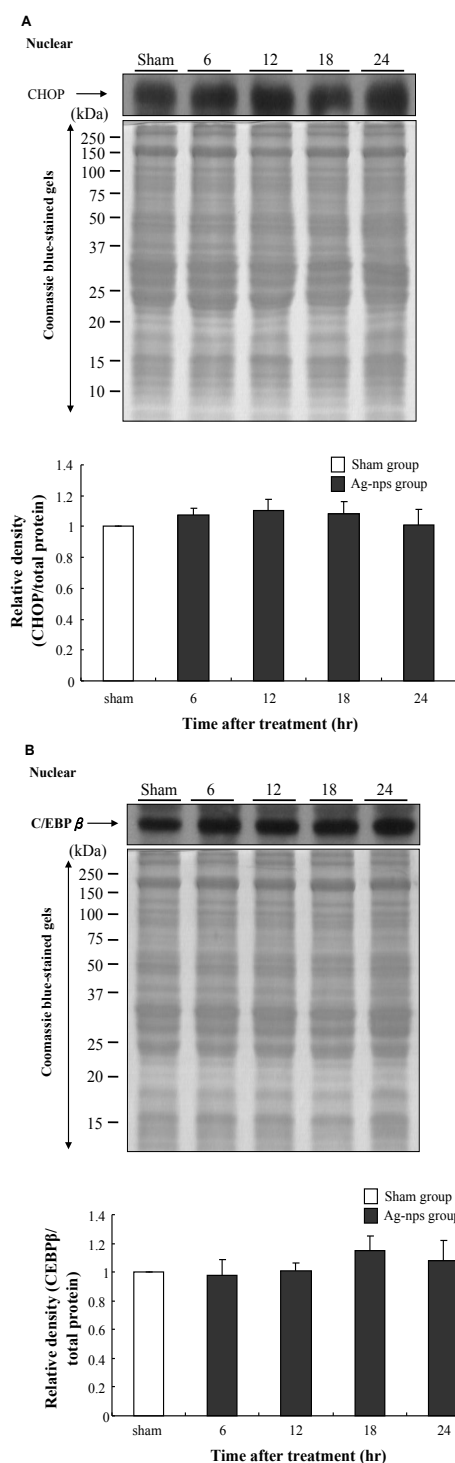 A
Nuclear
Sham 6 12 18 24
CHOP
(kDa)
250
150
100
75
50
37
25
20
15
10
Coomassic blue-stained gels
1.4
1.2
1
0.8
0.6
0.4
0.2
0
Relative density
(CHOP/total protein)
Sham group
Ag-nps group
sham 6 12 18 24
Time after treatment (hr)
B
Nuclear
Sham 6 12 18 24
C/EBP β
(kDa)
250
150
100
75
50
37
25
20
15
Coomassic blue-stained gels
Sham group
Ag-nps group
1.4
1.2
1
0.8
0.6
0.4
0.2
0
Relative density (CEBPβ/
total protein)
sham 6 12 18 24
Time after treatment (hr)